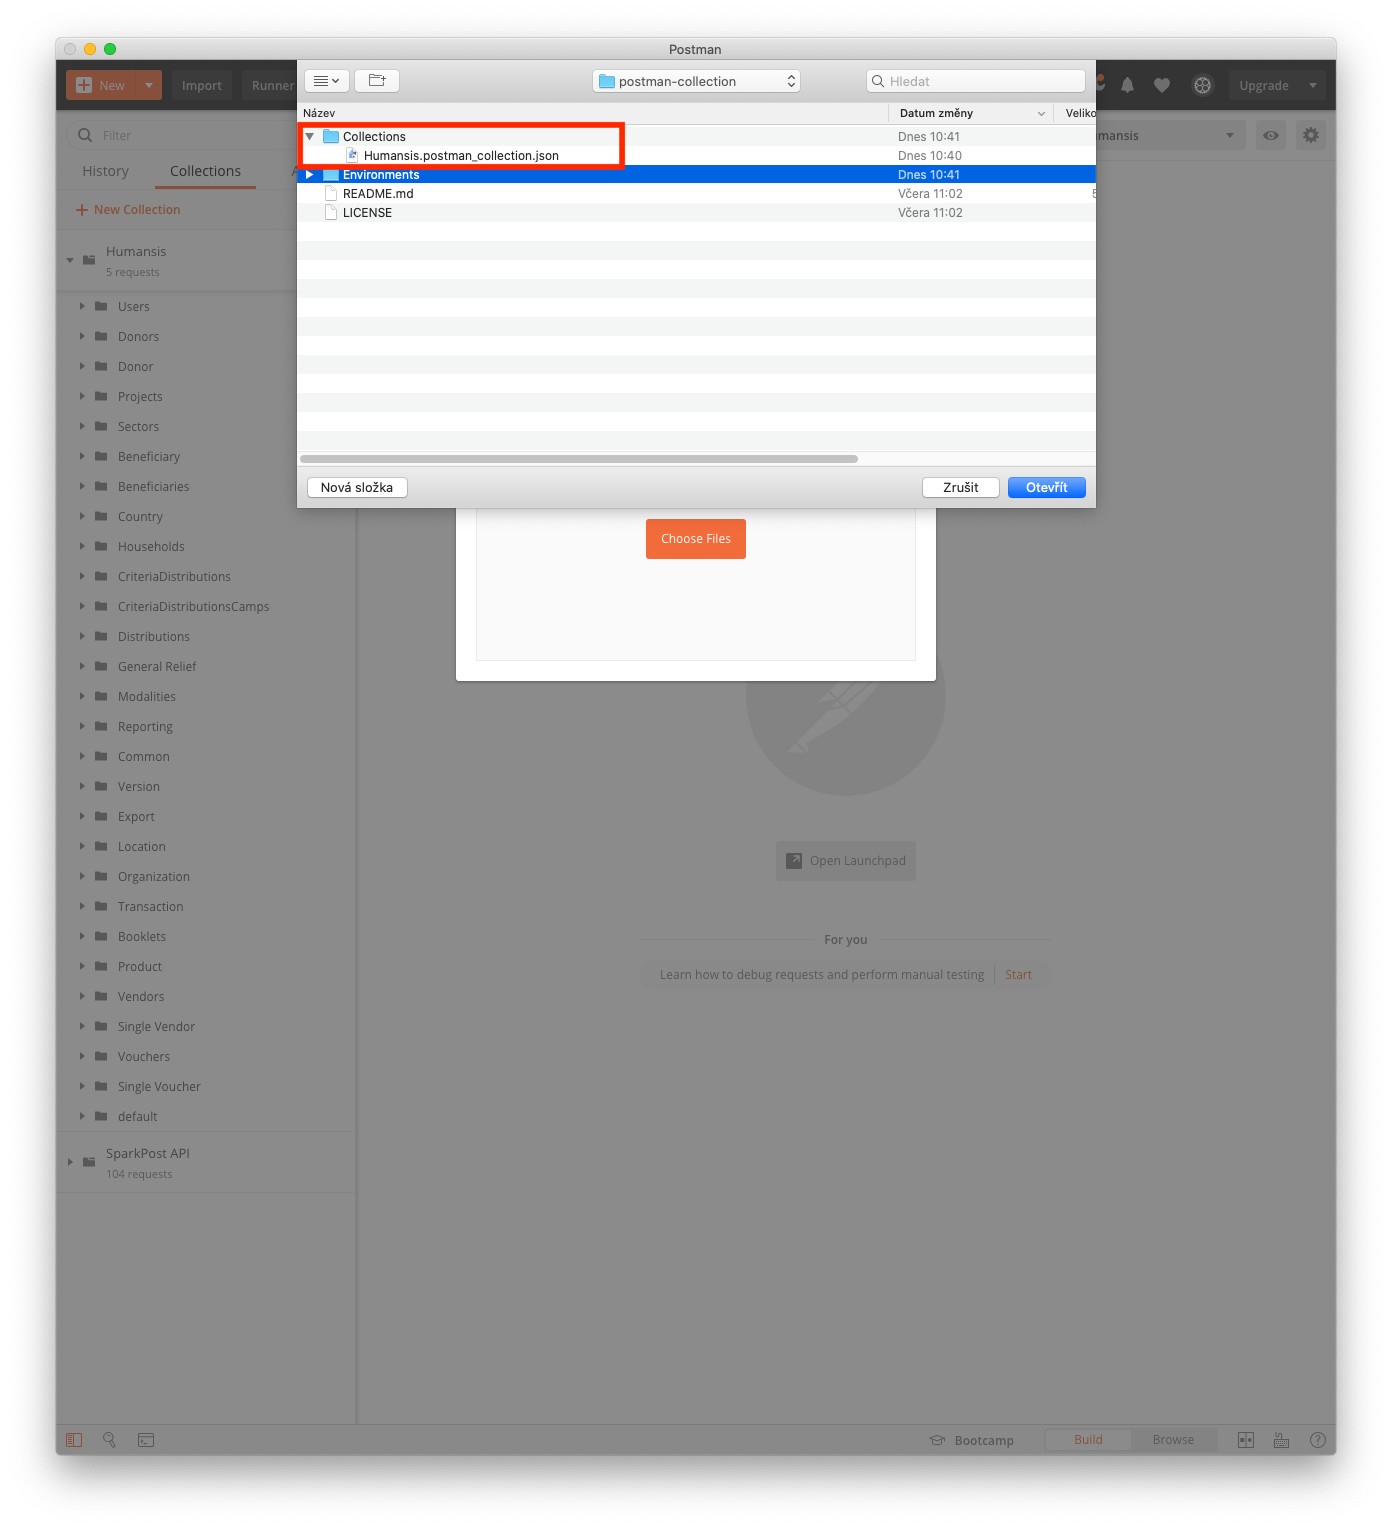 Postman
New
Import
Runner
postman-collection
Hledat
Upgrade
Název
Datum změny
Collections
Dnes 10:41
Humansis.postman_collection.json
Dnes 10:40
Environments
Dnes 10:41
README.md
Včera 11:02
LICENSE
Včera 11:02
Nová složka
Zrušit
Otevřít
Filter
History
Collections
New Collection
Humansis
5 requests
Users
Donors
Donor
Projects
Sectors
Beneficiary
Beneficiaries
Country
Households
CriteriaDistributions
CriteriaDistributionsCamps
Distributions
General Relief
Modalities
Reporting
Common
Version
Export
Location
Organization
Transaction
Booklets
Product
Vendors
Single Vendor
Vouchers
Single Voucher
default
SparkPost API
104 requests
Choose Files
Open Launchpad
For you
Learn how to debug requests and perform manual testing
Start
Bootcamp
Build
Browse